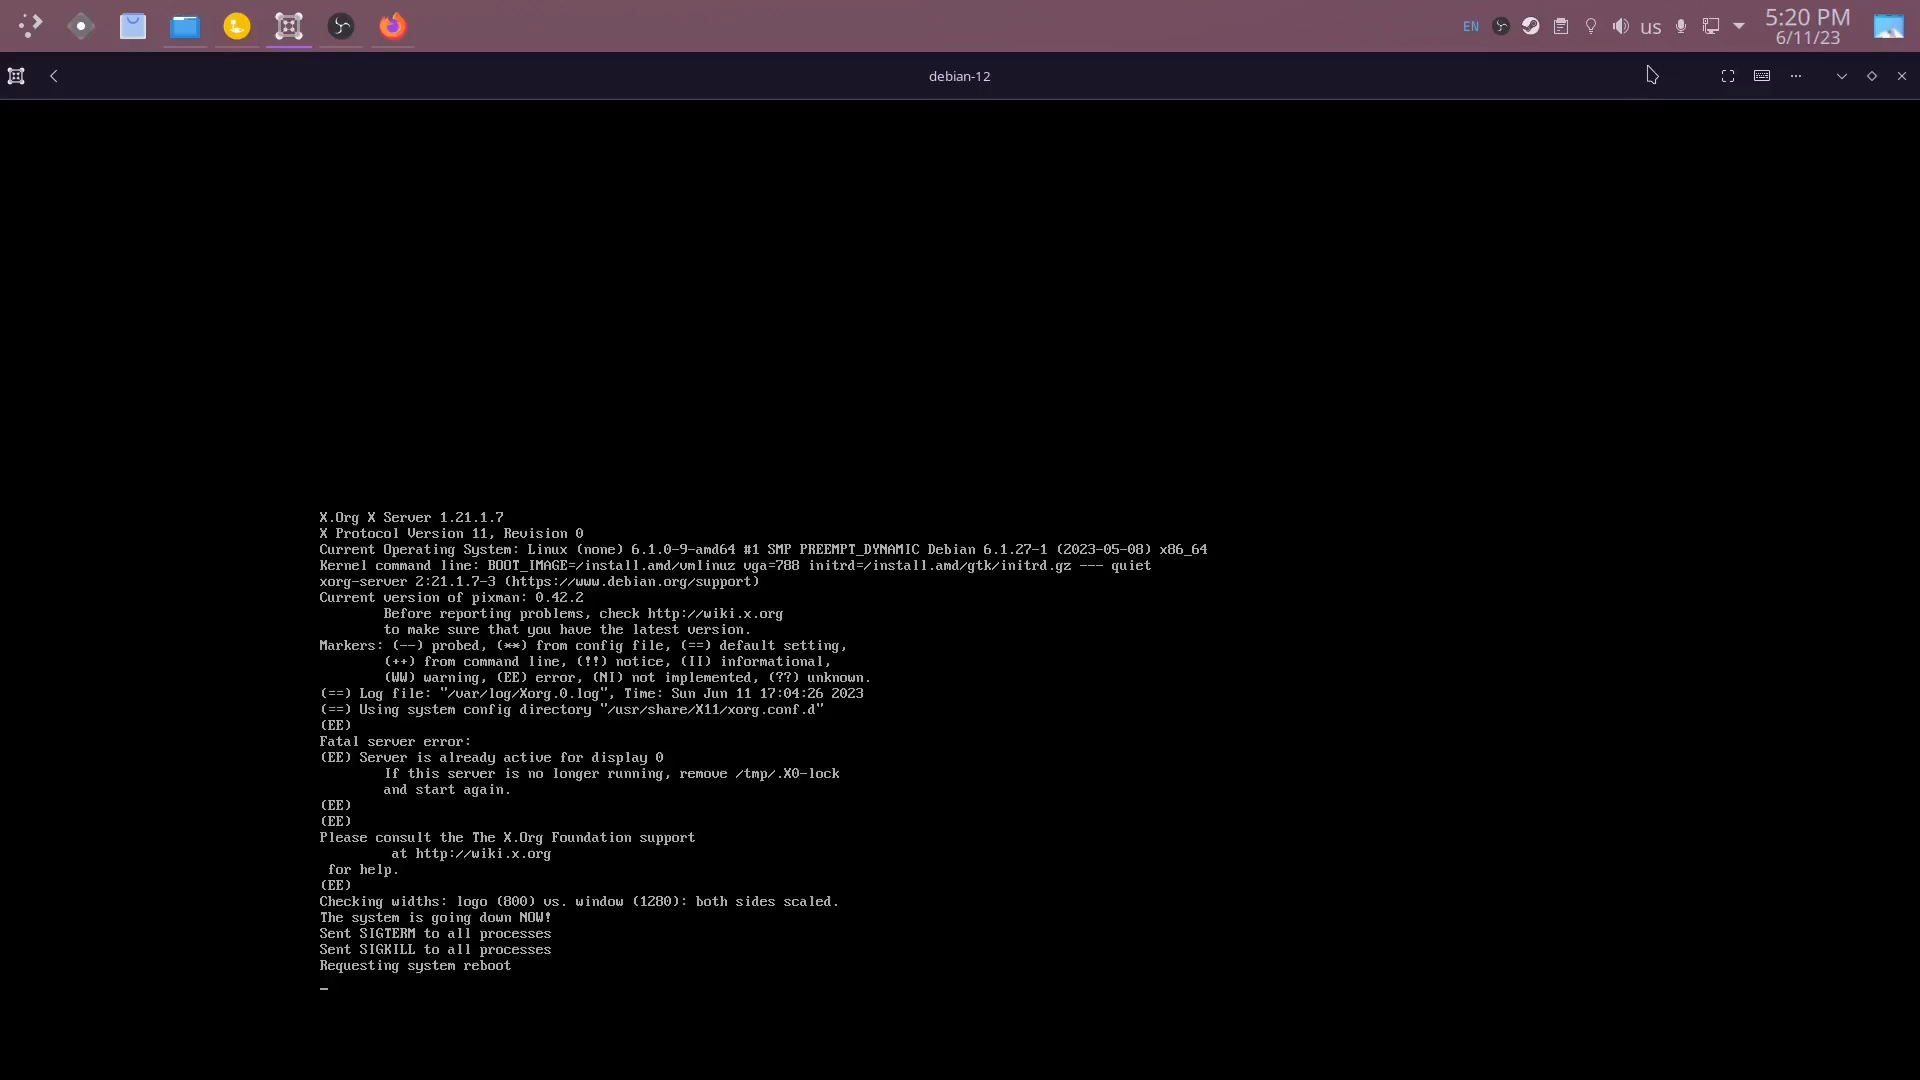 EN
us
5:20 PM
6/11/23
debian-12
X.Org X Server 1.21.1.7
X Protocol Version 11, Revision 0
Current Operating System: Linux (none) 6.1.0-9-amd64 #1 SMP PREEMPT_DYNAMIC Debian 6.1.27-1 (2023-05-08) x86_64
Kernel command line: BOOT_IMAGE=/install.amd/vmlinuz vga=788 initrd=/install.amd/gtk/initrd.gz --- quiet
xorg-server 2:21.1.7-3 (https://www.debian.org/support)
Current version of pixman: 0.42.2
Before reporting problems, check http://wiki.x.org
to make sure that you have the latest version.
Markers: (--) probed, (**) from config file, (==) default setting,
(++) from command line, (!!) notice, (II) informational,
(WW) warning, (EE) error, (NI) not implemented, (??) unknown.
(==) Log file: "/var/log/Xorg.0.log", Time: Sun Jun 11 17:04:26 2023
(==) Using system config directory "/usr/share/X11/xorg.conf.d"
(EE)
Fatal server error:
(EE) Server is already active for display 0
If this server is no longer running, remove /tmp/.X0-lock
and start again.
(EE)
(EE)
Please consult the The X.Org Foundation support
at http://wiki.x.org
for help.
(EE)
Checking widths: logo (800) vs. window (1280): both sides scaled.
The system is going down NOW!
Sent SIGTERM to all processes
Sent SIGKILL to all processes
Requesting system reboot
_